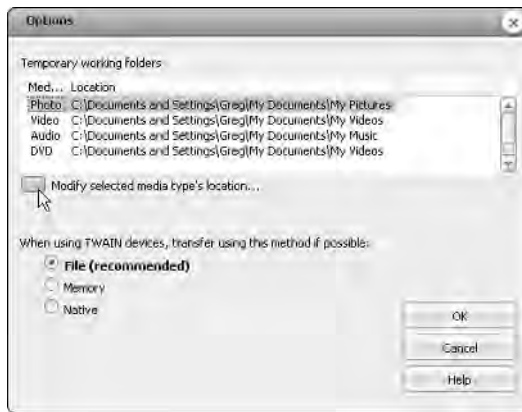 Options
Temporary working folders
Med... Location
Photo C:\Documents and Settings\Greg\My Documents\My Pictures
Video C:\Documents and Settings\Greg\My Documents\My Videos
Audio C:\Documents and Settings\Greg\My Documents\My Music
DVD C:\Documents and Settings\Greg\My Documents\My Videos
Modify selected media type's location...
When using TWAIN devices, transfer using this method if possible:
File (recommended)
Memory
Native
OK
Cancel
Help